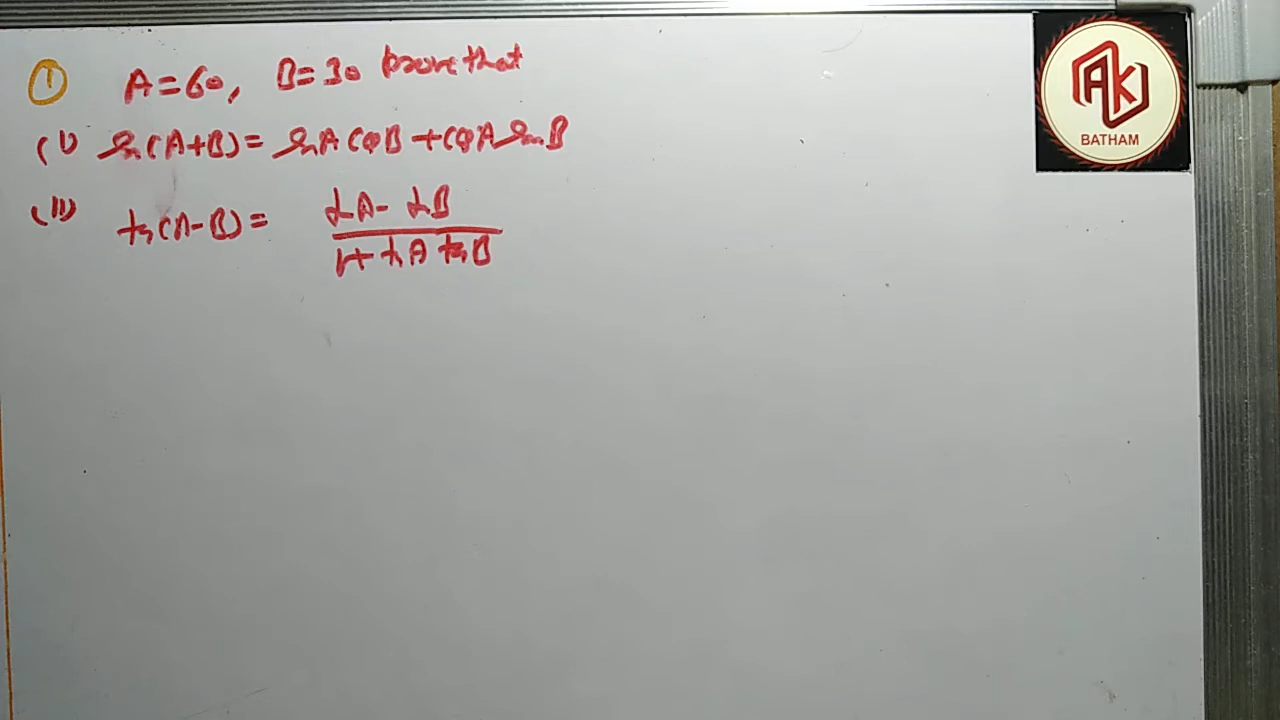 ① A=60, B=30 prove that
(i) sin(A+B)= sinA cosB +cosA sinB
(ii) tan(A-B)= tanA- tanB
1+ tanA tanB
AK
BATHAM